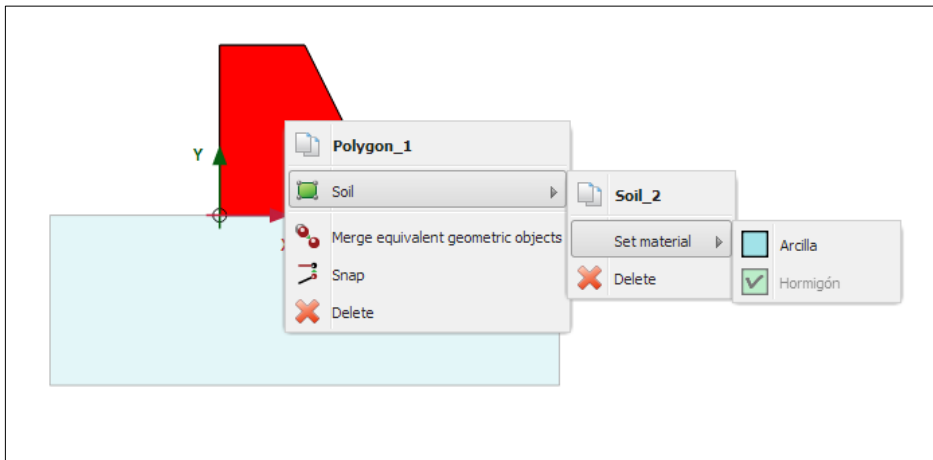 Polygon_1
Y
Soil
Soil_2
X
Merge equivalent geometric objects
Set material
Arcilla
Snap
Delete
Hormigón
Delete